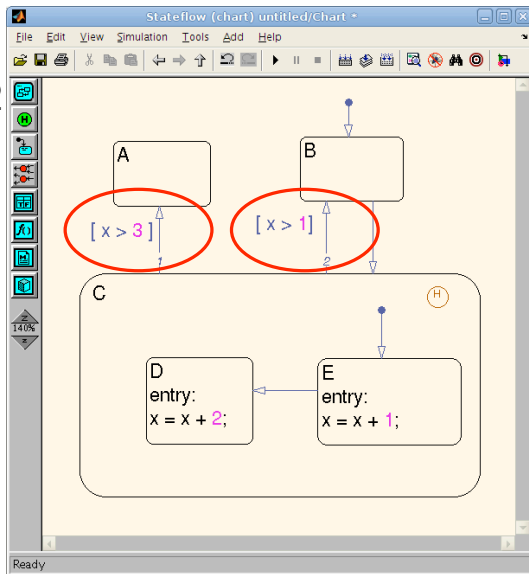 Stateflow (chart) untitled/Chart *
File Edit View Simulation Tools Add Help
A
B
[ x > 3 ]
[ x > 1]
1
2
C
H
D
entry:
x = x + 2;
E
entry:
x = x + 1;
H
f()
H
Z
140%
Z
Ready